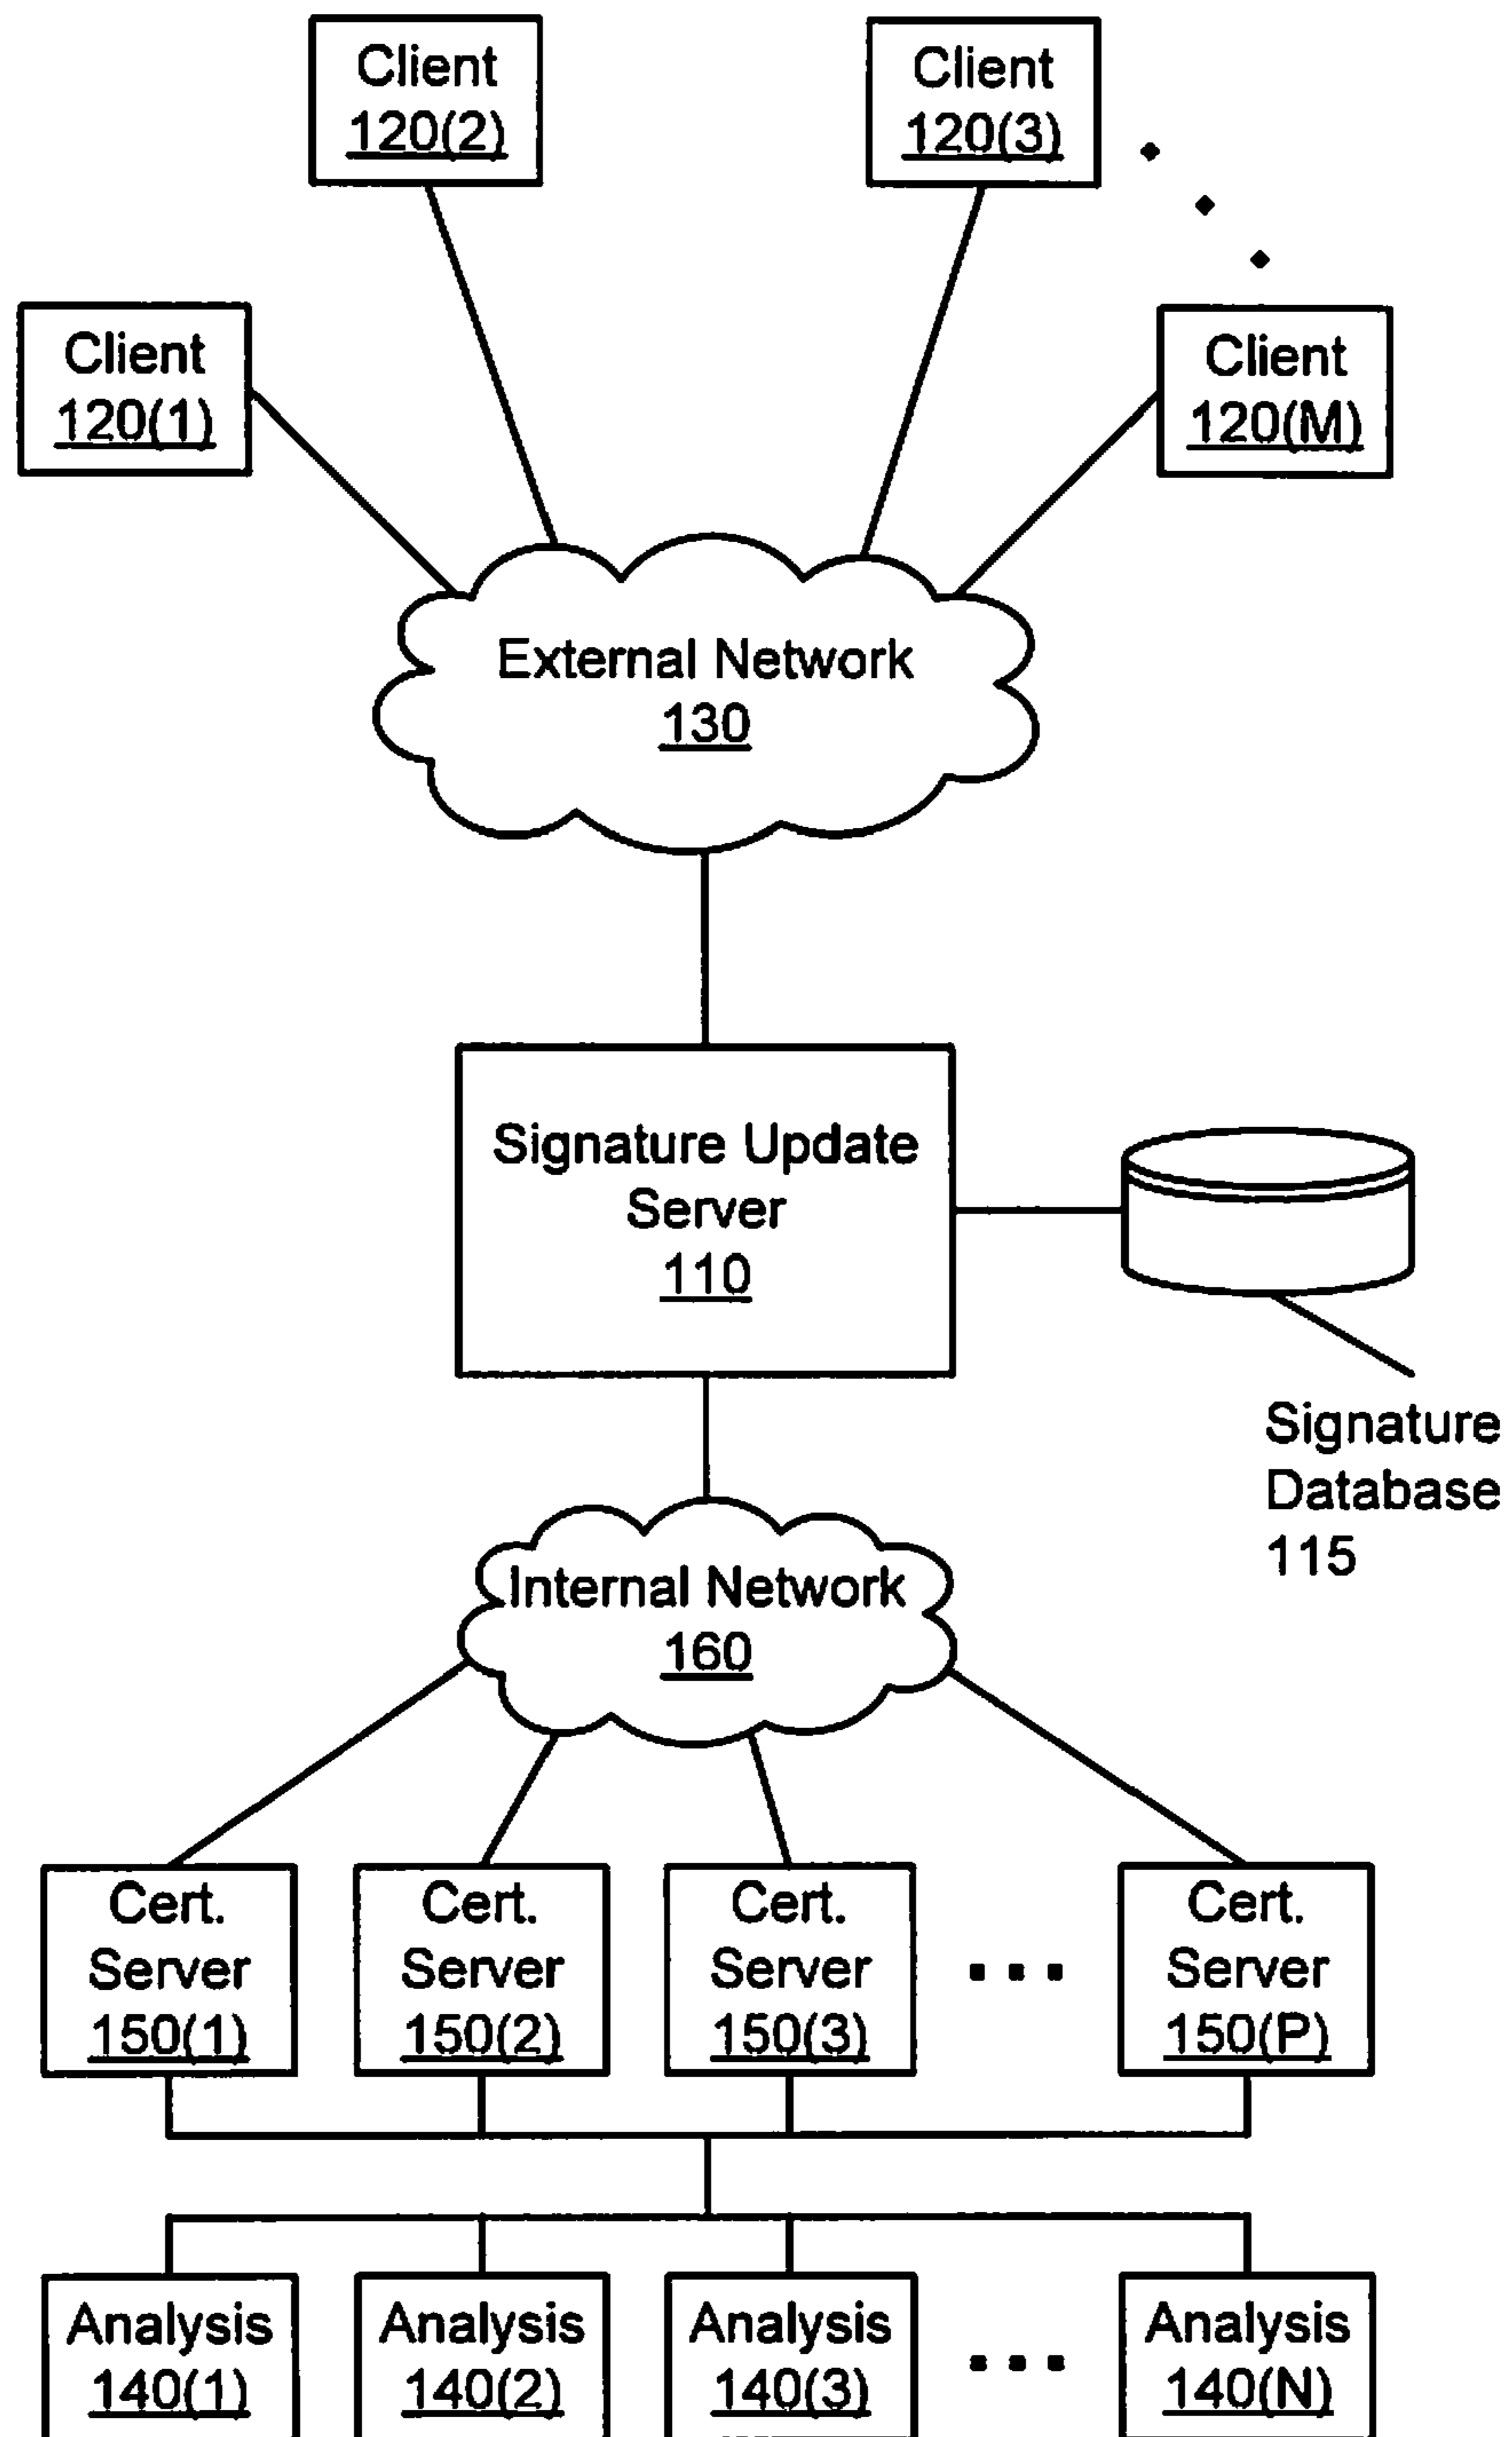 Client
120(2)
Client
120(3)
Client
120(1)
Client
120(M)
External Network
130
Signature Update
Server
110
Signature
Database
115
Internal Network
160
Cert.
Server
150(1)
Cert.
Server
150(2)
Cert.
Server
150(3)
Cert.
Server
150(P)
Analysis
140(1)
Analysis
140(2)
Analysis
140(3)
Analysis
140(N)